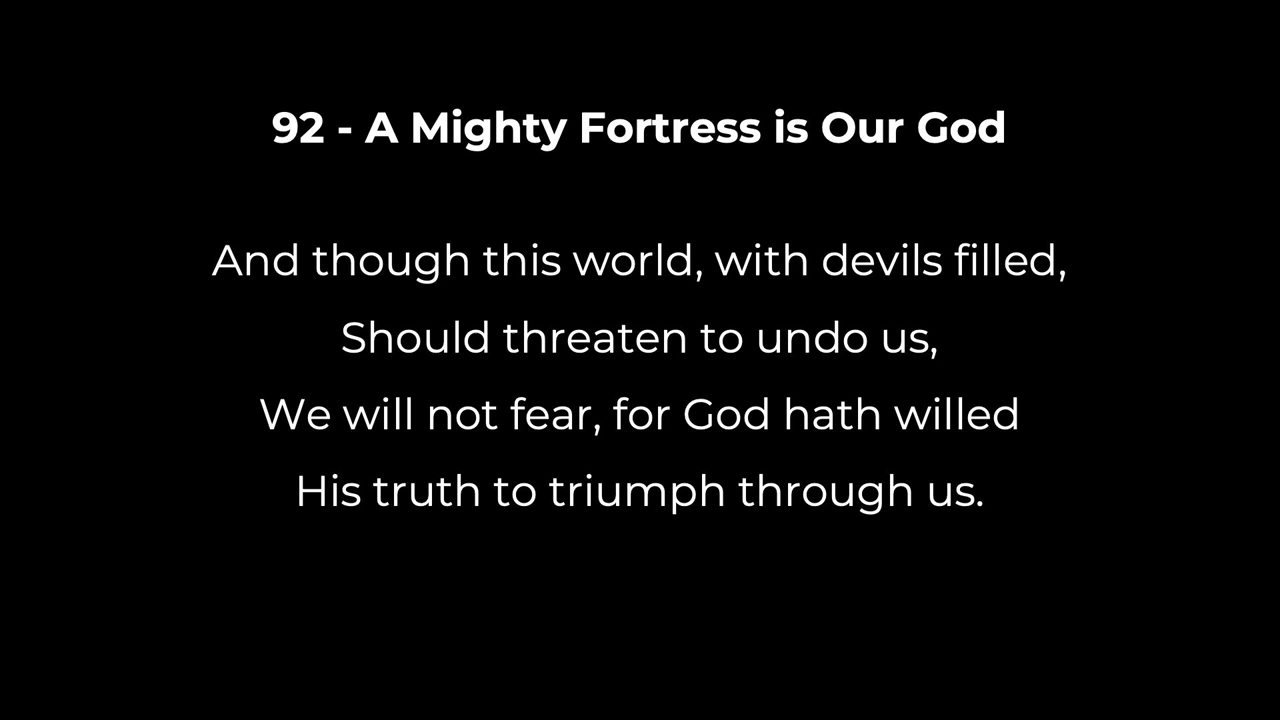 92 - A Mighty Fortress is Our God
And though this world, with devils filled,
Should threaten to undo us,
We will not fear, for God hath willed
His truth to triumph through us.